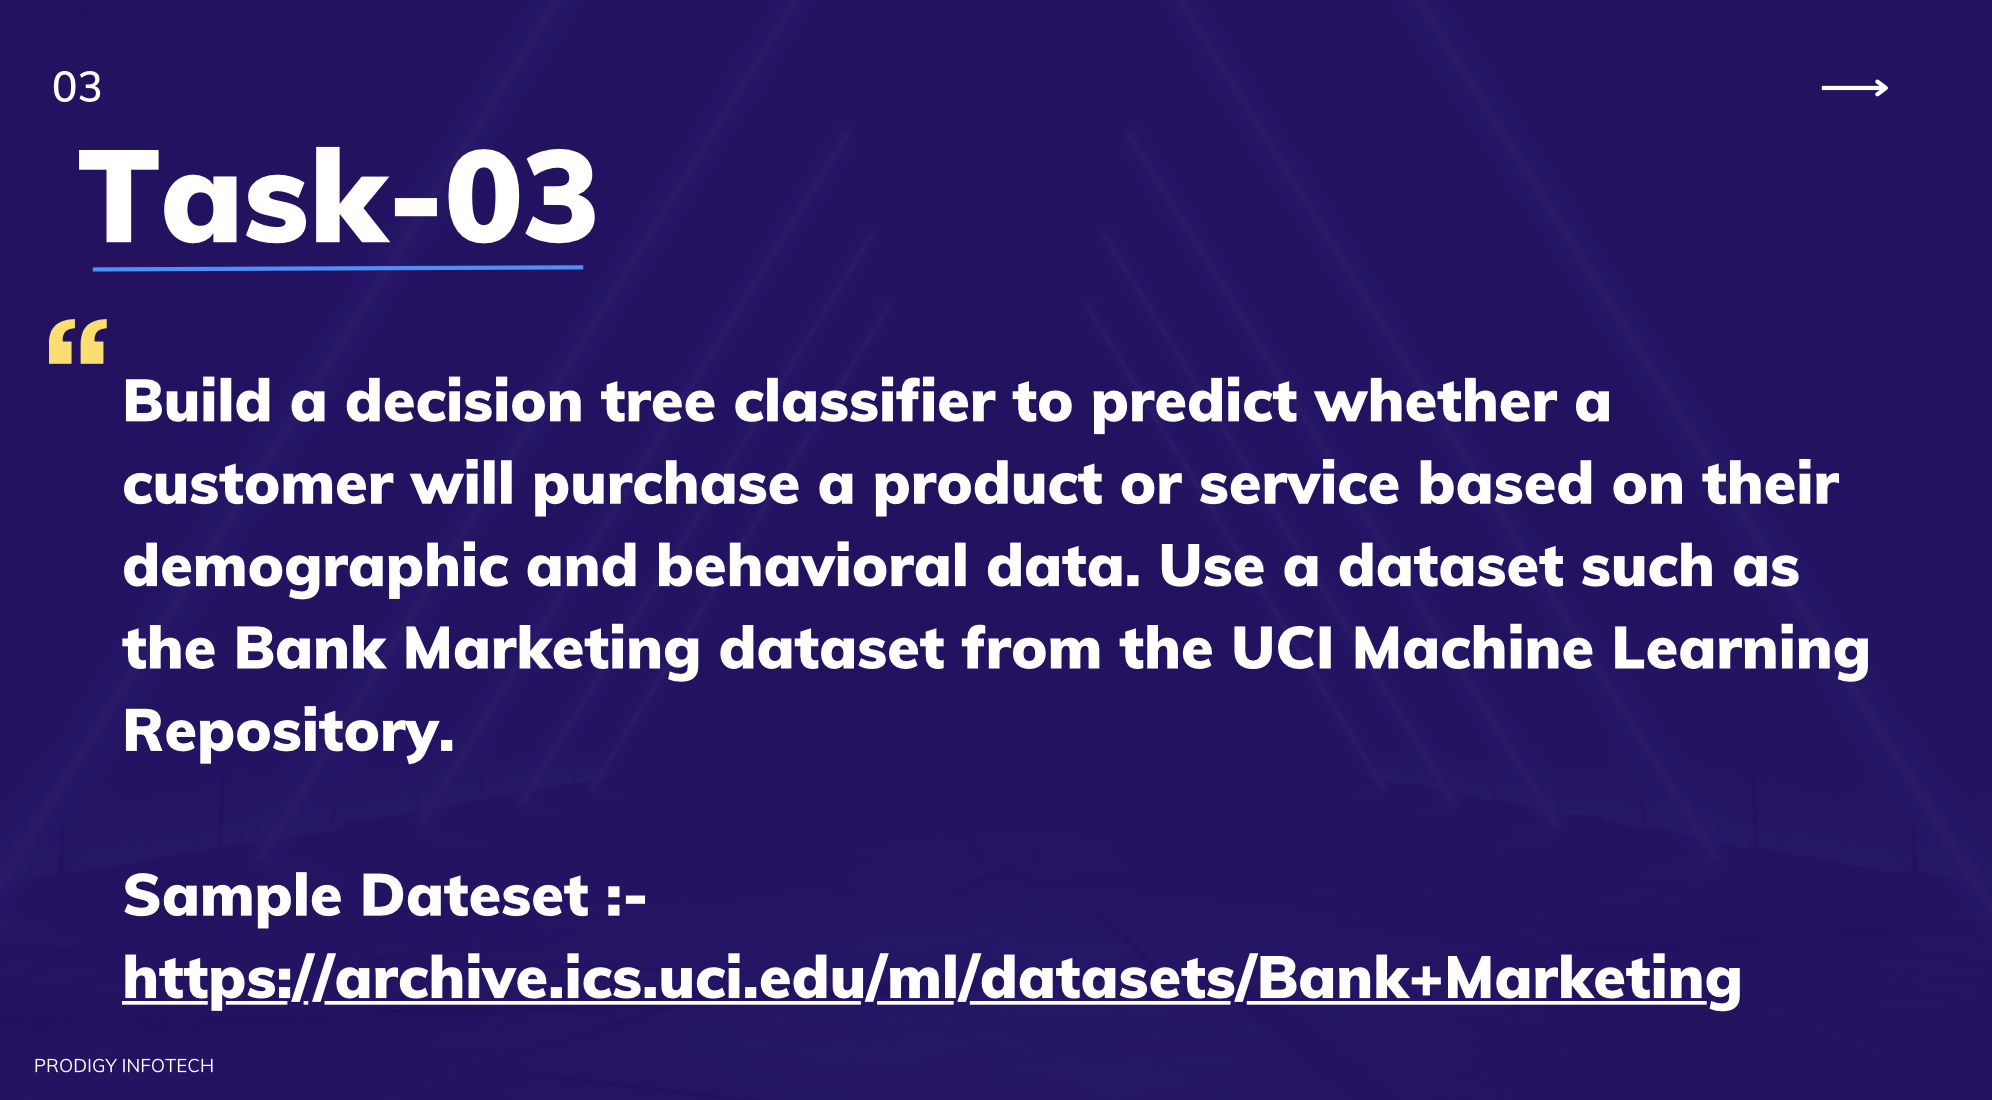 03
Task-03
“
Build a decision tree classifier to predict whether a
customer will purchase a product or service based on their
demographic and behavioral data. Use a dataset such as
the Bank Marketing dataset from the UCI Machine Learning
Repository.
Sample Dateset :-
https://archive.ics.uci.edu/ml/datasets/Bank+Marketing
PRODIGY INFOTECH